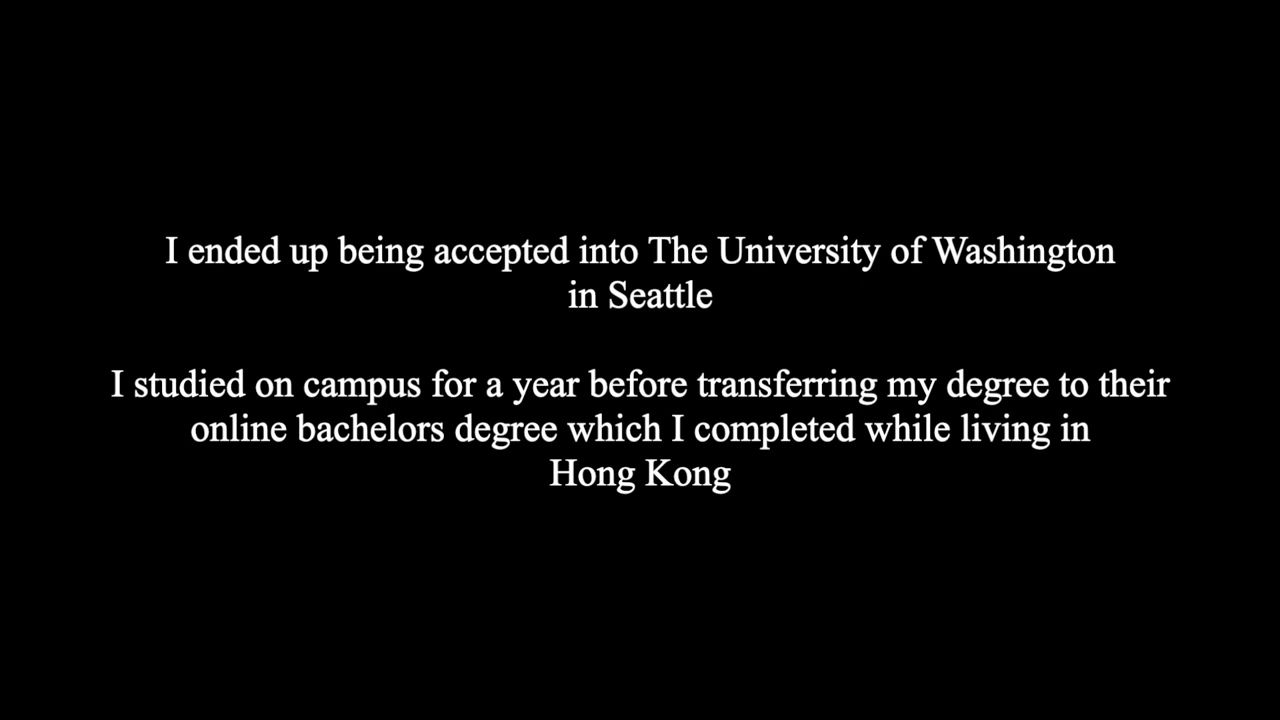 I ended up being accepted into The University of Washington
in Seattle
I studied on campus for a year before transferring my degree to their
online bachelors degree which I completed while living in
Hong Kong